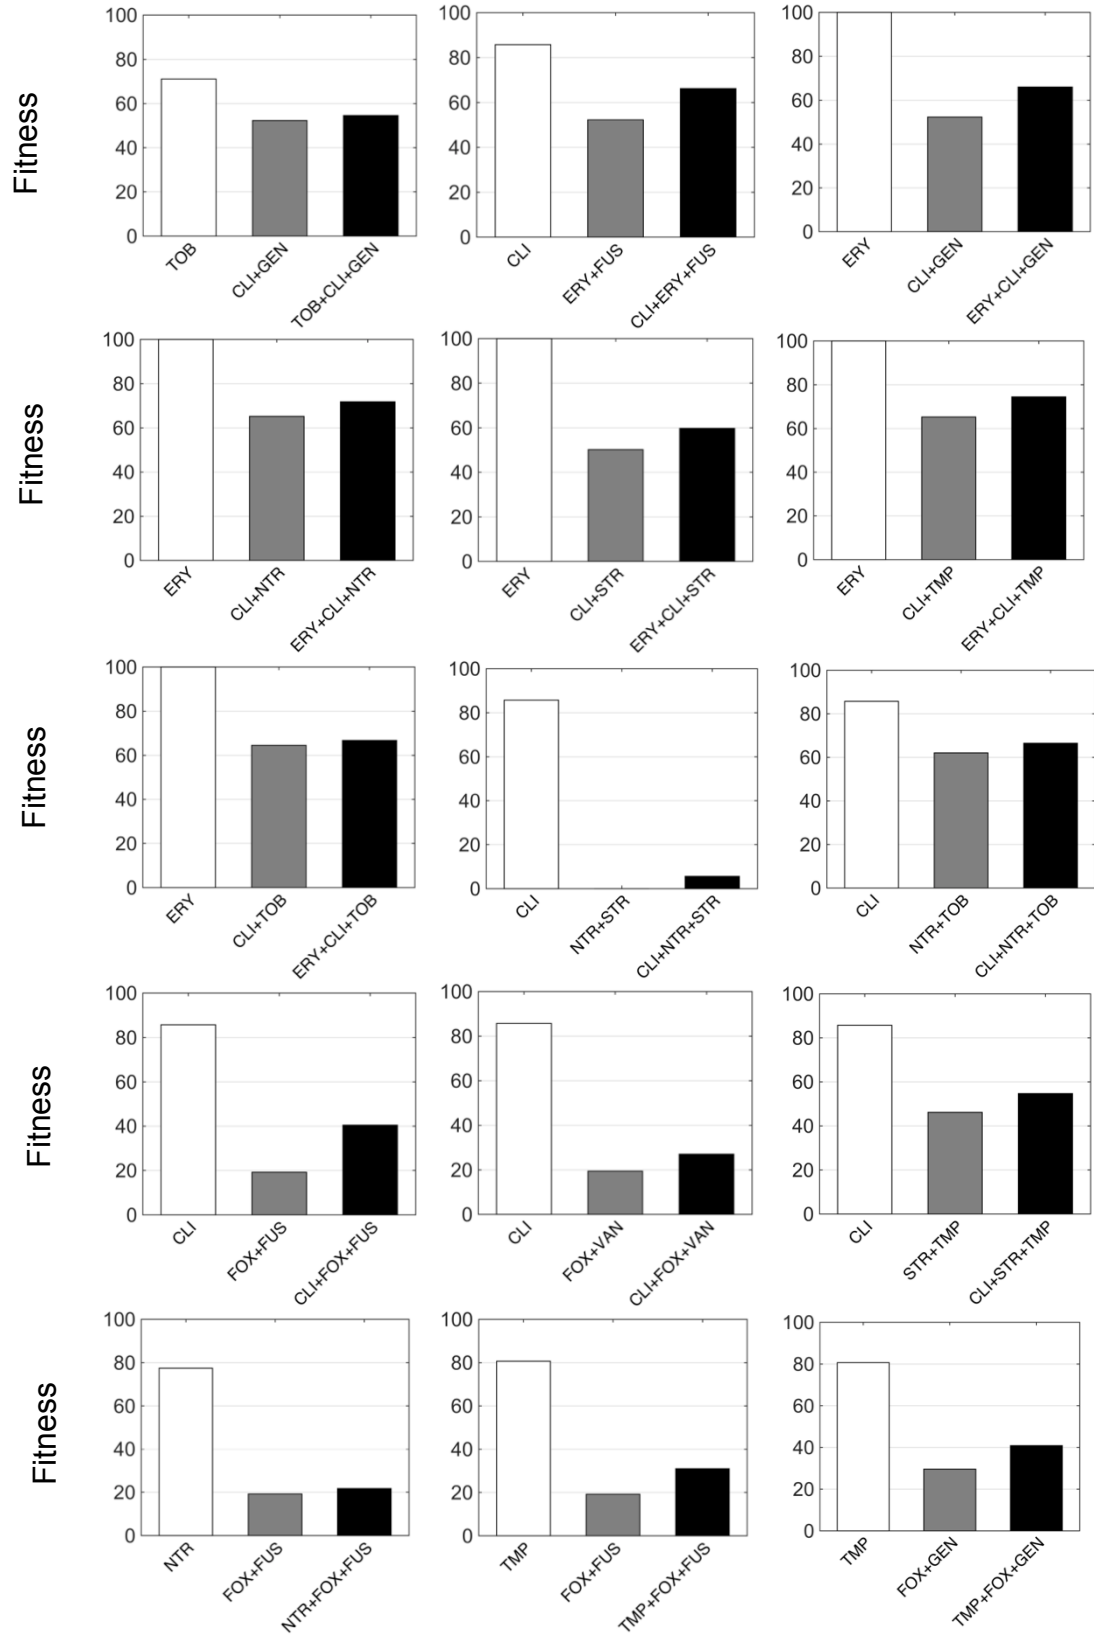 Fitness
100
80
60
40
20
0
TOB
CLI+GEN
TOB+CLI+GEN
100
80
60
40
20
0
CLI
ERY+FUS
CLI+ERY+FUS
100
80
60
40
20
0
ERY
CLI+GEN
ERY+CLI+GEN
Fitness
100
80
60
40
20
0
ERY
CLI+NTR
ERY+CLI+NTR
100
80
60
40
20
0
ERY
CLI+STR
ERY+CLI+STR
100
80
60
40
20
0
ERY
CLI+TMP
ERY+CLI+TMP
Fitness
100
80
60
40
20
0
ERY
CLI+TOB
ERY+CLI+TOB
100
80
60
40
20
0
CLI
NTR+STR
CLI+NTR+STR
100
80
60
40
20
0
CLI
NTR+TOB
CLI+NTR+TOB
Fitness
100
80
60
40
20
0
CLI
FOX+FUS
CLI+FOX+FUS
100
80
60
40
20
0
CLI
FOX+VAN
CLI+FOX+VAN
100
80
60
40
20
0
CLI
STR+TMP
CLI+STR+TMP
Fitness
100
80
60
40
20
0
NTR
FOX+FUS
NTR+FOX+FUS
100
80
60
40
20
0
TMP
FOX+FUS
TMP+FOX+FUS
100
80
60
40
20
0
TMP
FOX+GEN
TMP+FOX+GEN